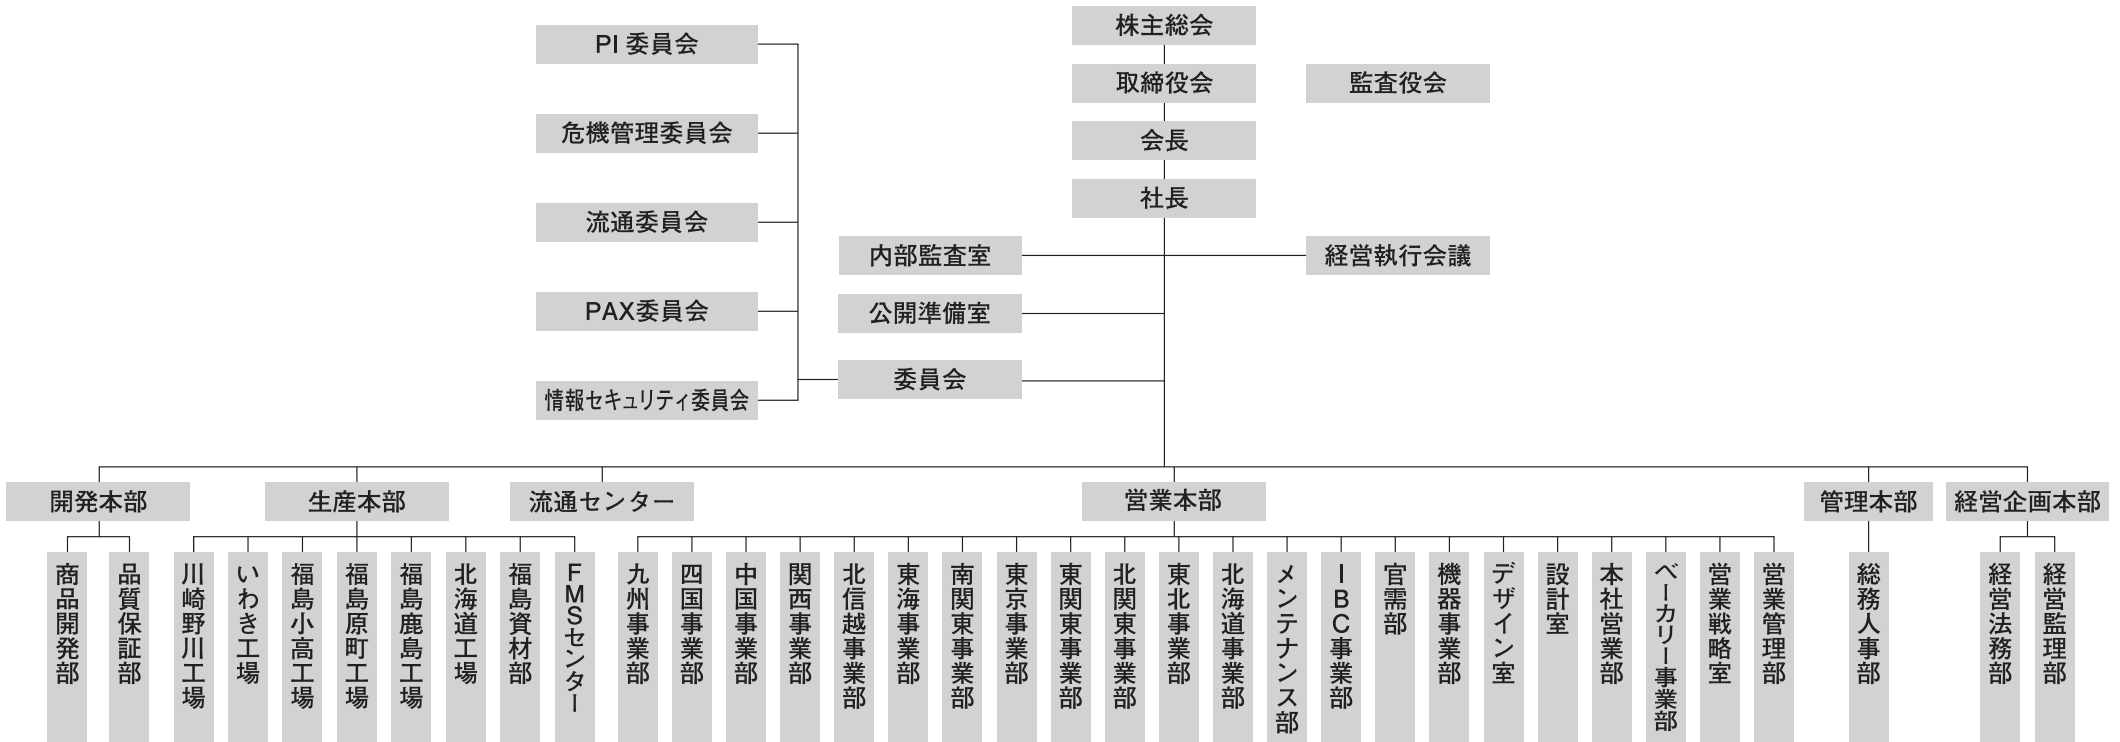 株主総会
取締役会
監査役会
会長
社長
内部監査室
経営執行会議
公開準備室
委員会
PI 委員会
危機管理委員会
流通委員会
PAX委員会
情報セキュリティ委員会
開発本部
生産本部
流通センター
営業本部
管理本部
経営企画本部
商品開発部
品質保証部
川崎野川工場
いわき工場
福島小高工場
福島原町工場
福島鹿島工場
北海道工場
福島資材部
FMSセンター
九州事業部
四国事業部
中国事業部
関西事業部
北信越事業部
東海事業部
南関東事業部
東京事業部
東関東事業部
北関東事業部
東北事業部
北海道事業部
メンテナンス部
IBC事業部
官需部
機器事業部
デザイン室
設計室
本社営業部
ベーカリー事業部
営業戦略室
営業管理部
総務人事部
経営法務部
経営監理部